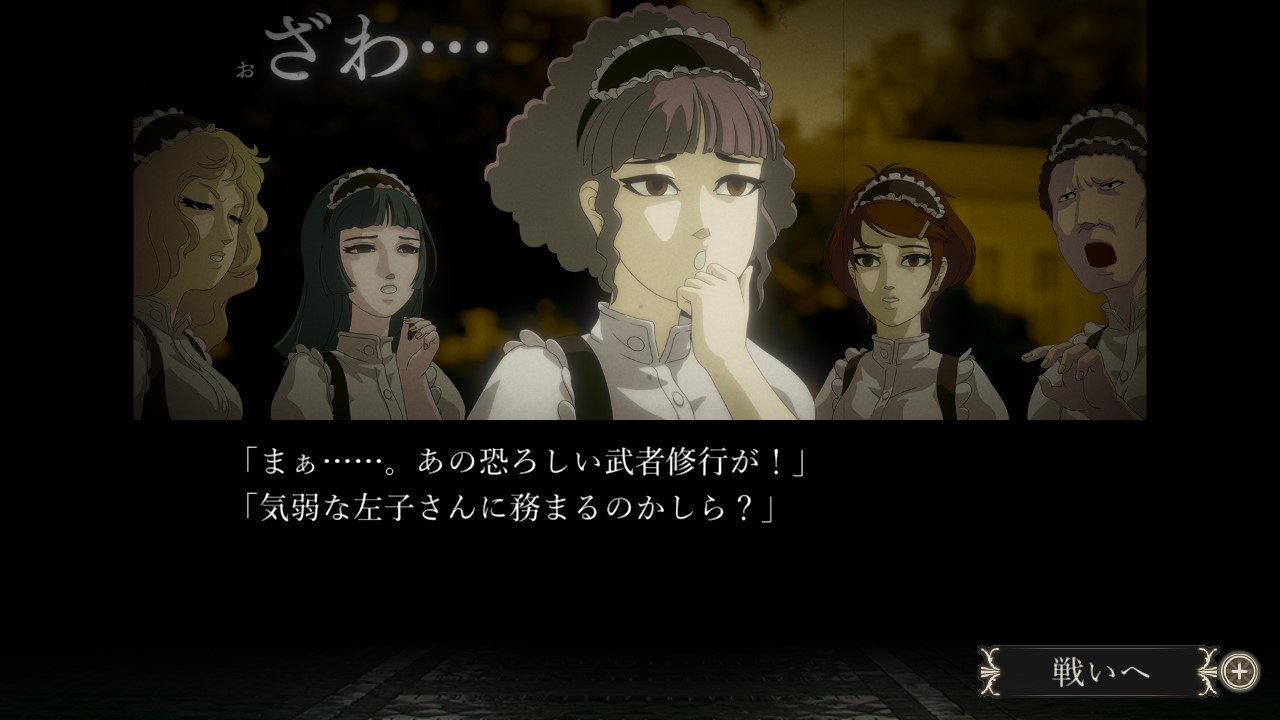 おざわ…
「まぁ……。あの恐ろしい武者修行が！」
「気弱な左子さんに務まるのかしら？」
戦いへ